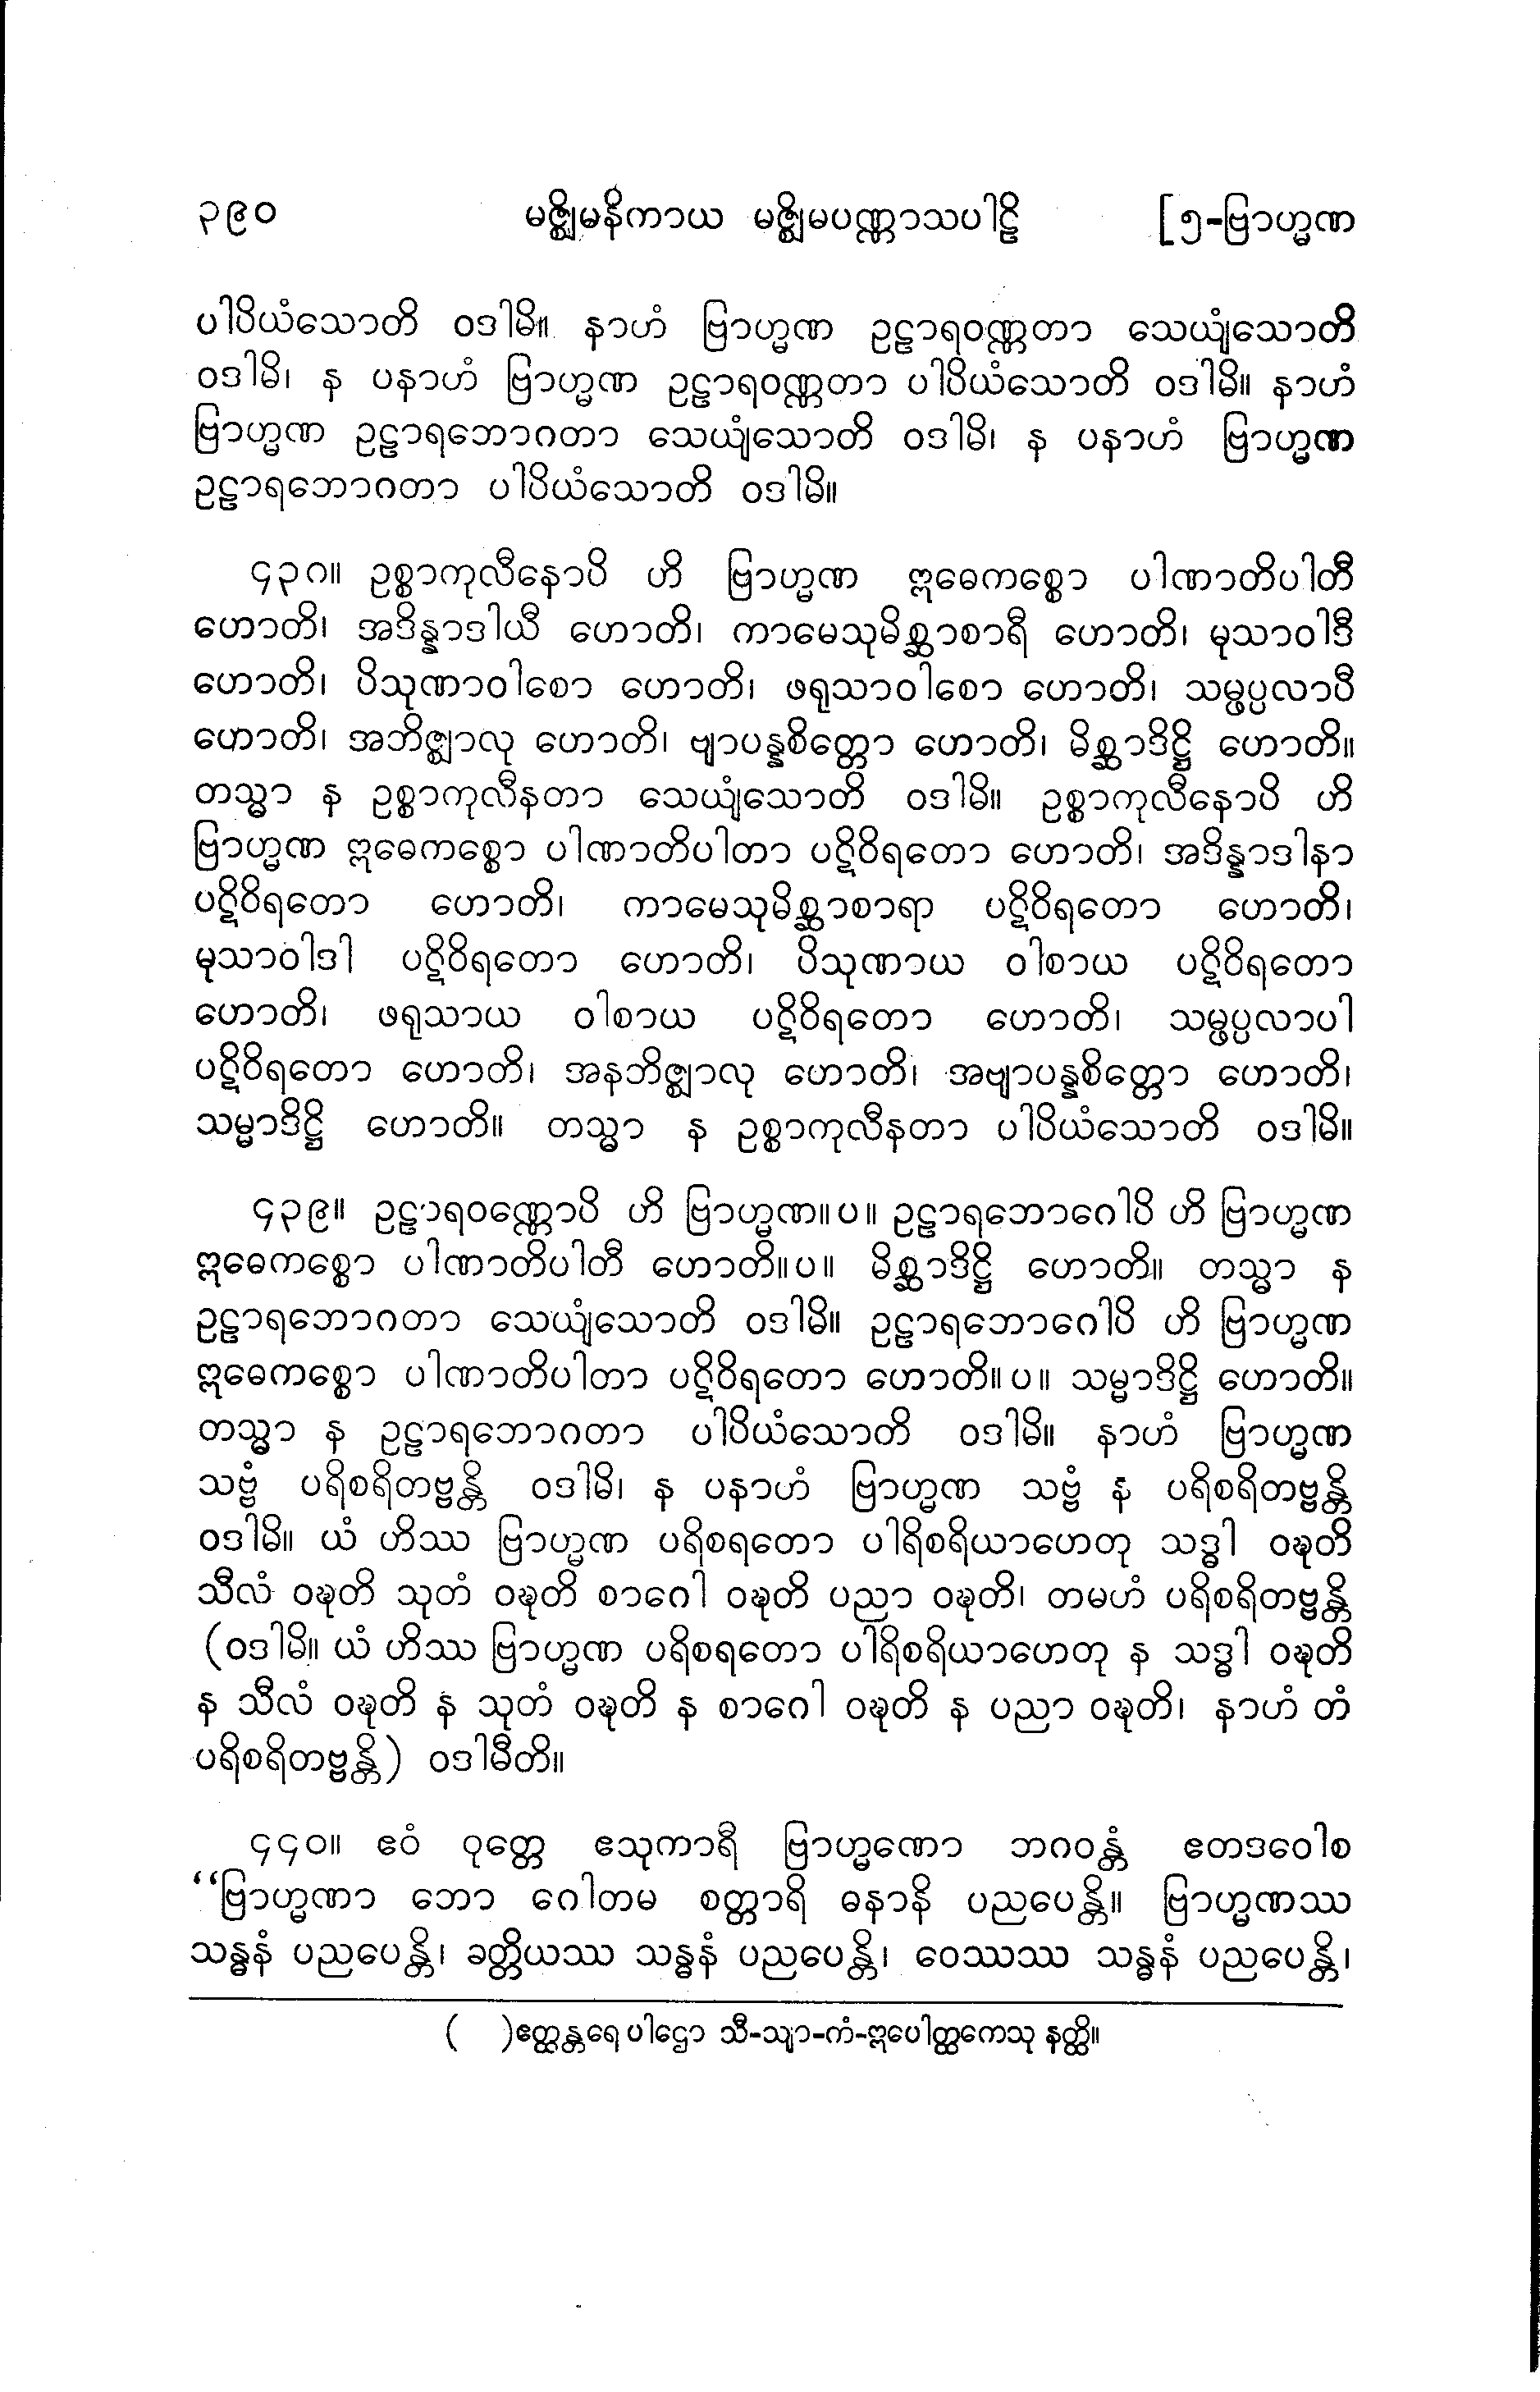 ၃၉၀ မဇ္ဈိမနိကာယ မဇ္ဈိမပဏ္ဏာသပါဠိ [၅-ဗြာဟ္မဏ
ပါပိယံသောတိ ဝဒါမိ။ နာဟံ ဗြာဟ္မဏ ဥဠာရဝဏ္ဏတာ သေယျံသောတိ
ဝဒါမိ၊ န ပနာဟံ ဗြာဟ္မဏ ဥဠာရဝဏ္ဏတာ ပါပိယံသောတိ ဝဒါမိ။ နာဟံ
ဗြာဟ္မဏ ဥဠာရဘောဂတာ သေယျံသောတိ ဝဒါမိ၊ န ပနာဟံ ဗြာဟ္မဏ
ဥဠာရဘောဂတာ ပါပိယံသောတိ ဝဒါမိ။
၄၃၈။ ဥစ္စာကုလီနောပိ ဟိ ဗြာဟ္မဏ ဣဓေကစ္စော ပါဏာတိပါတီ
ဟောတိ၊ အဒိန္နာဒါယီ ဟောတိ၊ ကာမေသုမိစ္ဆာစာရီ ဟောတိ၊ မုသာဝါဒီ
ဟောတိ၊ ပိသုဏာဝါစော ဟောတိ၊ ဖရုသာဝါစော ဟောတိ၊ သမ္ဖပ္ပလာပီ
ဟောတိ၊ အဘိဇ္ဈာလု ဟောတိ၊ ဗျာပန္နစိတ္တော ဟောတိ၊ မိစ္ဆာဒိဋ္ဌိ ဟောတိ။
တသ္မာ န ဥစ္စာကုလီနတာ သေယျံသောတိ ဝဒါမိ။ ဥစ္စာကုလီနောပိ ဟိ
ဗြာဟ္မဏ ဣဓေကစ္စော ပါဏာတိပါတာ ပဋိဝိရတော ဟောတိ၊ အဒိန္နာဒါနာ
ပဋိဝိရတော ဟောတိ၊ ကာမေသုမိစ္ဆာစာရာ ပဋိဝိရတော ဟောတိ၊
မုသာဝါဒါ ပဋိဝိရတော ဟောတိ၊ ပိသုဏာယ ဝါစာယ ပဋိဝိရတော
ဟောတိ၊ ဖရုသာယ ဝါစာယ ပဋိဝိရတော ဟောတိ၊ သမ္ဖပ္ပလာပါ
ပဋိဝိရတော ဟောတိ၊ အနဘိဇ္ဈာလု ဟောတိ၊ အဗျာပန္နစိတ္တော ဟောတိ၊
သမ္မာဒိဋ္ဌိ ဟောတိ။ တသ္မာ န ဥစ္စာကုလီနတာ ပါပိယံသောတိ ဝဒါမိ။
၄၃၉။ ဥဠာရဝဏ္ဏောပိ ဟိ ဗြာဟ္မဏ။ပ။ ဥဠာရဘောဂေါပိ ဟိ ဗြာဟ္မဏ
ဣဓေကစ္စော ပါဏာတိပါတီ ဟောတိ။ပ။ မိစ္ဆာဒိဋ္ဌိ ဟောတိ။ တသ္မာ န
ဥဠာရဘောဂတာ သေယျံသောတိ ဝဒါမိ။ ဥဠာရဘောဂေါပိ ဟိ ဗြာဟ္မဏ
ဣဓေကစ္စော ပါဏာတိပါတာ ပဋိဝိရတော ဟောတိ။ပ။ သမ္မာဒိဋ္ဌိ ဟောတိ။
တသ္မာ န ဥဠာရဘောဂတာ ပါပိယံသောတိ ဝဒါမိ။ နာဟံ ဗြာဟ္မဏ
သဗ္ဗံ ပရိစရိတဗ္ဗန္တိ ဝဒါမိ၊ န ပနာဟံ ဗြာဟ္မဏ သဗ္ဗံ န ပရိစရိတဗ္ဗန္တိ
ဝဒါမိ။ ယံ ဟိဿ ဗြာဟ္မဏ ပရိစရတော ပါရိစရိယာဟေတု သဒ္ဓါ ဝဍ္ဎတိ
သီလံ ဝဍ္ဎတိ သုတံ ဝဍ္ဎတိ စာဂေါ ဝဍ္ဎတိ ပညာ ဝဍ္ဎတိ၊ တမဟံ ပရိစရိတဗ္ဗန္တိ
(ဝဒါမိ။ ယံ ဟိဿ ဗြာဟ္မဏ ပရိစရတော ပါရိစရိယာဟေတု န သဒ္ဓါ ဝဍ္ဎတိ
န သီလံ ဝဍ္ဎတိ န သုတံ ဝဍ္ဎတိ န စာဂေါ ဝဍ္ဎတိ န ပညာ ဝဍ္ဎတိ၊ နာဟံ တံ
ပရိစရိတဗ္ဗန္တိ) ဝဒါမီတိ။
၄၄၀။ ဧဝံ ဝုတ္တေ ဧသုကာရီ ဗြာဟ္မဏော ဘဂဝန္တံ ဧတဒဝေါစ
“ဗြာဟ္မဏာ ဘော ဂေါတမ စတ္တာရိ ဓနာနိ ပညပေန္တိ။ ဗြာဟ္မဏဿ
သန္ဓနံ ပညပေန္တိ၊ ခတ္တိယဿ သန္ဓနံ ပညပေန္တိ၊ ဝေဿဿ သန္ဓနံ ပညပေန္တိ၊
( )ဧတ္ထန္တရေ ပါဌော သီ-သျာ-ကံ-ဣပေါတ္ထကေသု နတ္ထိ။